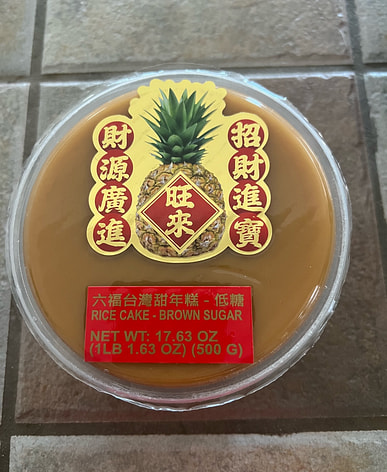 招財進寶
旺來
財源廣進
六福台灣甜年糕 - 低糖
RICE CAKE - BROWN SUGAR
NET WT: 17.63 OZ
(1LB 1.63 OZ) (500 G)